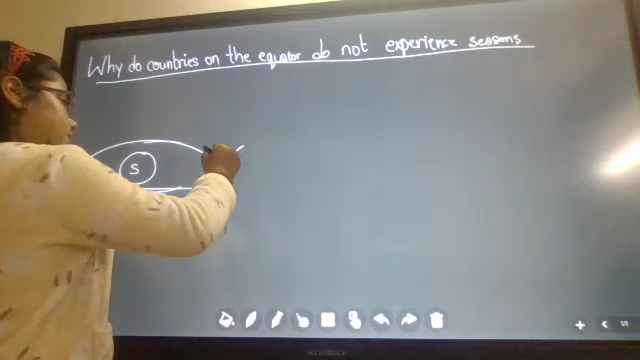 Why do countries on the equator do not experience seasons
S